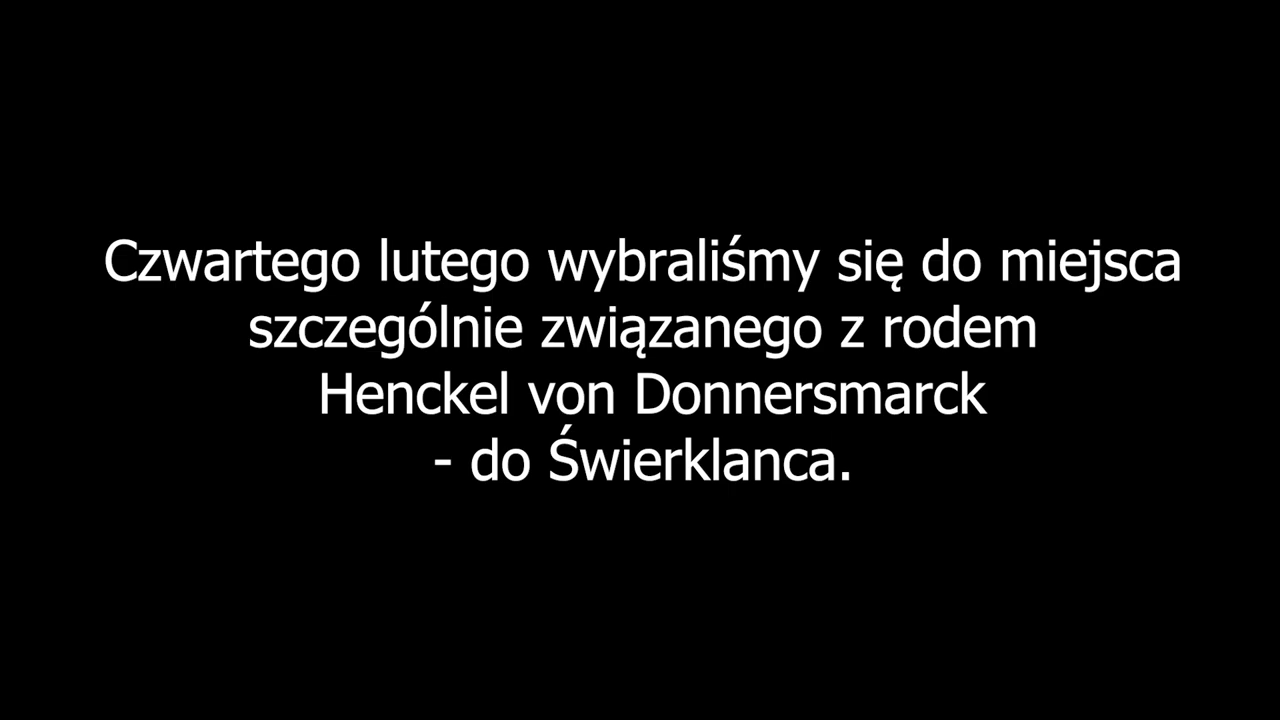 Czwartego lutego wybraliśmy się do miejsca
szczególnie związanego z rodem
Henckel von Donnersmarck
- do Świerklanca.